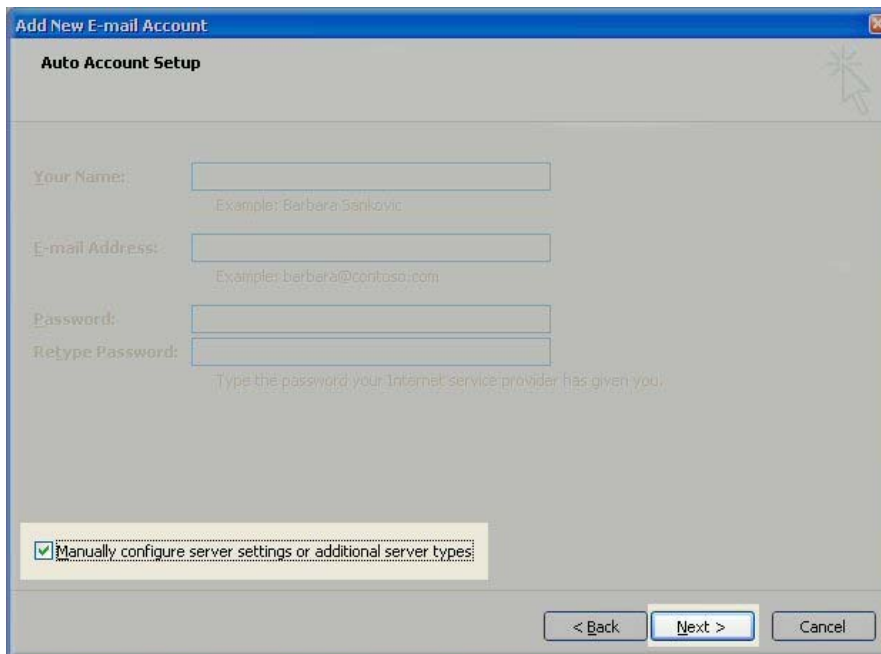 Add New E-mail Account
Auto Account Setup
Your Name:
Example: Barbara Sankovic
E-mail Address:
Example: barbara@contoso.com
Password:
Retype Password:
Type the password your Internet service provider has given you.
Manually configure server settings or additional server types
< Back Next > Cancel